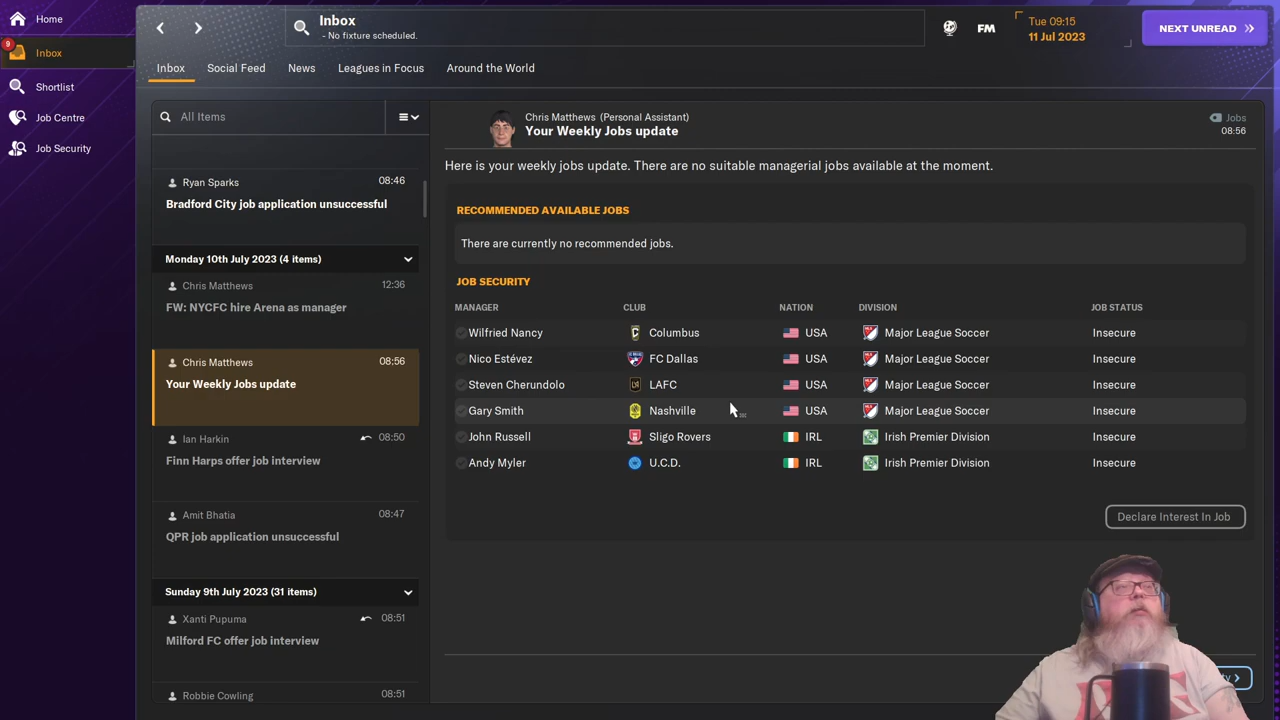 Home
9
Inbox
Shortlist
Job Centre
Job Security
Inbox
- No fixture scheduled.
FM
Tue 09:15
11 Jul 2023
NEXT UNREAD
Inbox
Social Feed
News
Leagues in Focus
Around the World
All Items
Ryan Sparks 08:46
Bradford City job application unsuccessful
Monday 10th July 2023 (4 items)
Chris Matthews 12:36
FW: NYCFC hire Arena as manager
Chris Matthews 08:56
Your Weekly Jobs update
Ian Harkin 08:50
Finn Harps offer job interview
Amit Bhatia 08:47
QPR job application unsuccessful
Sunday 9th July 2023 (31 items)
Xanti Pupuma 08:51
Milford FC offer job interview
Robbie Cowling 08:51
Chris Matthews (Personal Assistant)
Your Weekly Jobs update
Jobs
08:56
Here is your weekly jobs update. There are no suitable managerial jobs available at the moment.
RECOMMENDED AVAILABLE JOBS
There are currently no recommended jobs.
JOB SECURITY
MANAGER CLUB NATION DIVISION JOB STATUS
Wilfried Nancy Columbus USA Major League Soccer Insecure
Nico Estévez FC Dallas USA Major League Soccer Insecure
Steven Cherundolo LAFC USA Major League Soccer Insecure
Gary Smith Nashville USA Major League Soccer Insecure
John Russell Sligo Rovers IRL Irish Premier Division Insecure
Andy Myler U.C.D. IRL Irish Premier Division Insecure
Declare Interest In Job